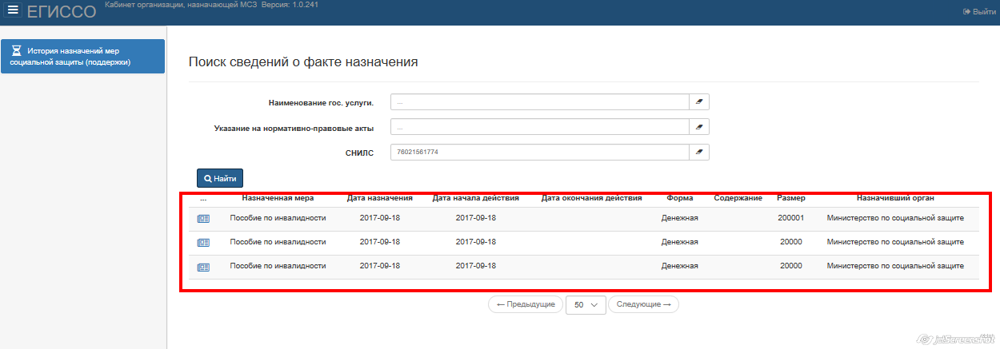 ЕГИССО Кабинет организации, назначающей МСЗ Версия: 1.0.241 Выйти
История назначений мер
социальной защиты (поддержки)
Поиск сведений о факте назначения
Наименование гос. услуги. ...
Указание на нормативно-правовые акты ...
СНИЛС 76021561774
Найти
... Назначенная мера Дата назначения Дата начала действия Дата окончания действия Форма Содержание Размер Назначивший орган
Пособие по инвалидности 2017-09-18 2017-09-18 Денежная 200001 Министерство по социальной защите
Пособие по инвалидности 2017-09-18 2017-09-18 Денежная 20000 Министерство по социальной защите
Пособие по инвалидности 2017-09-18 2017-09-18 Денежная 20000 Министерство по социальной защите
← Предыдущие 50 Следующие →
jetScreenshot